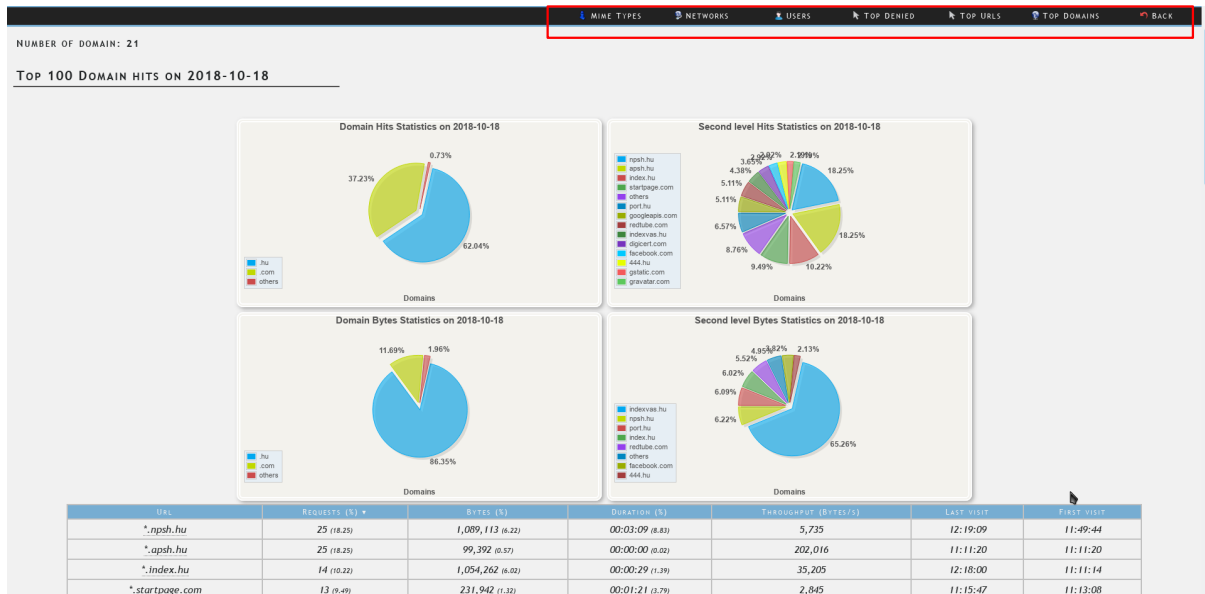 Mime Types Networks Users Top Denied Top Urls Top Domains Back
Number of domain: 21
Top 100 Domain hits on 2018-10-18
Domain Hits Statistics on 2018-10-18
0.73%
37.23%
62.04%
.hu
.com
others
Domains
Second level Hits Statistics on 2018-10-18
npsh.hu
apsh.hu
index.hu
startpage.com
others
port.hu
googleapis.com
redtube.com
indexvas.hu
digicert.com
facebook.com
444.hu
gstatic.com
gravatar.com
18.25%
18.25%
10.22%
9.49%
8.76%
6.57%
5.11%
5.11%
4.38%
3.65%
Domains
Domain Bytes Statistics on 2018-10-18
11.69% 1.96%
86.35%
.hu
.com
others
Domains
Second level Bytes Statistics on 2018-10-18
indexvas.hu
npsh.hu
port.hu
index.hu
redtube.com
others
facebook.com
444.hu
65.26%
6.22%
6.09%
6.02%
5.52%
4.95%
3.82%
2.13%
Domains
Url Requests (%) ▾ Bytes (%) Duration (%) Throughput (Bytes/s) Last visit First visit
*.npsh.hu 25 (18.25) 1,089,113 (6.22) 00:03:09 (8.83) 5,735 12:19:09 11:49:44
*.apsh.hu 25 (18.25) 99,392 (0.57) 00:00:00 (0.02) 202,016 11:11:20 11:11:20
*.index.hu 14 (10.22) 1,054,262 (6.02) 00:00:29 (1.39) 35,205 12:18:00 11:11:14
*.startpage.com 13 (9.49) 231,942 (1.32) 00:01:21 (3.79) 2,845 11:15:47 11:13:08